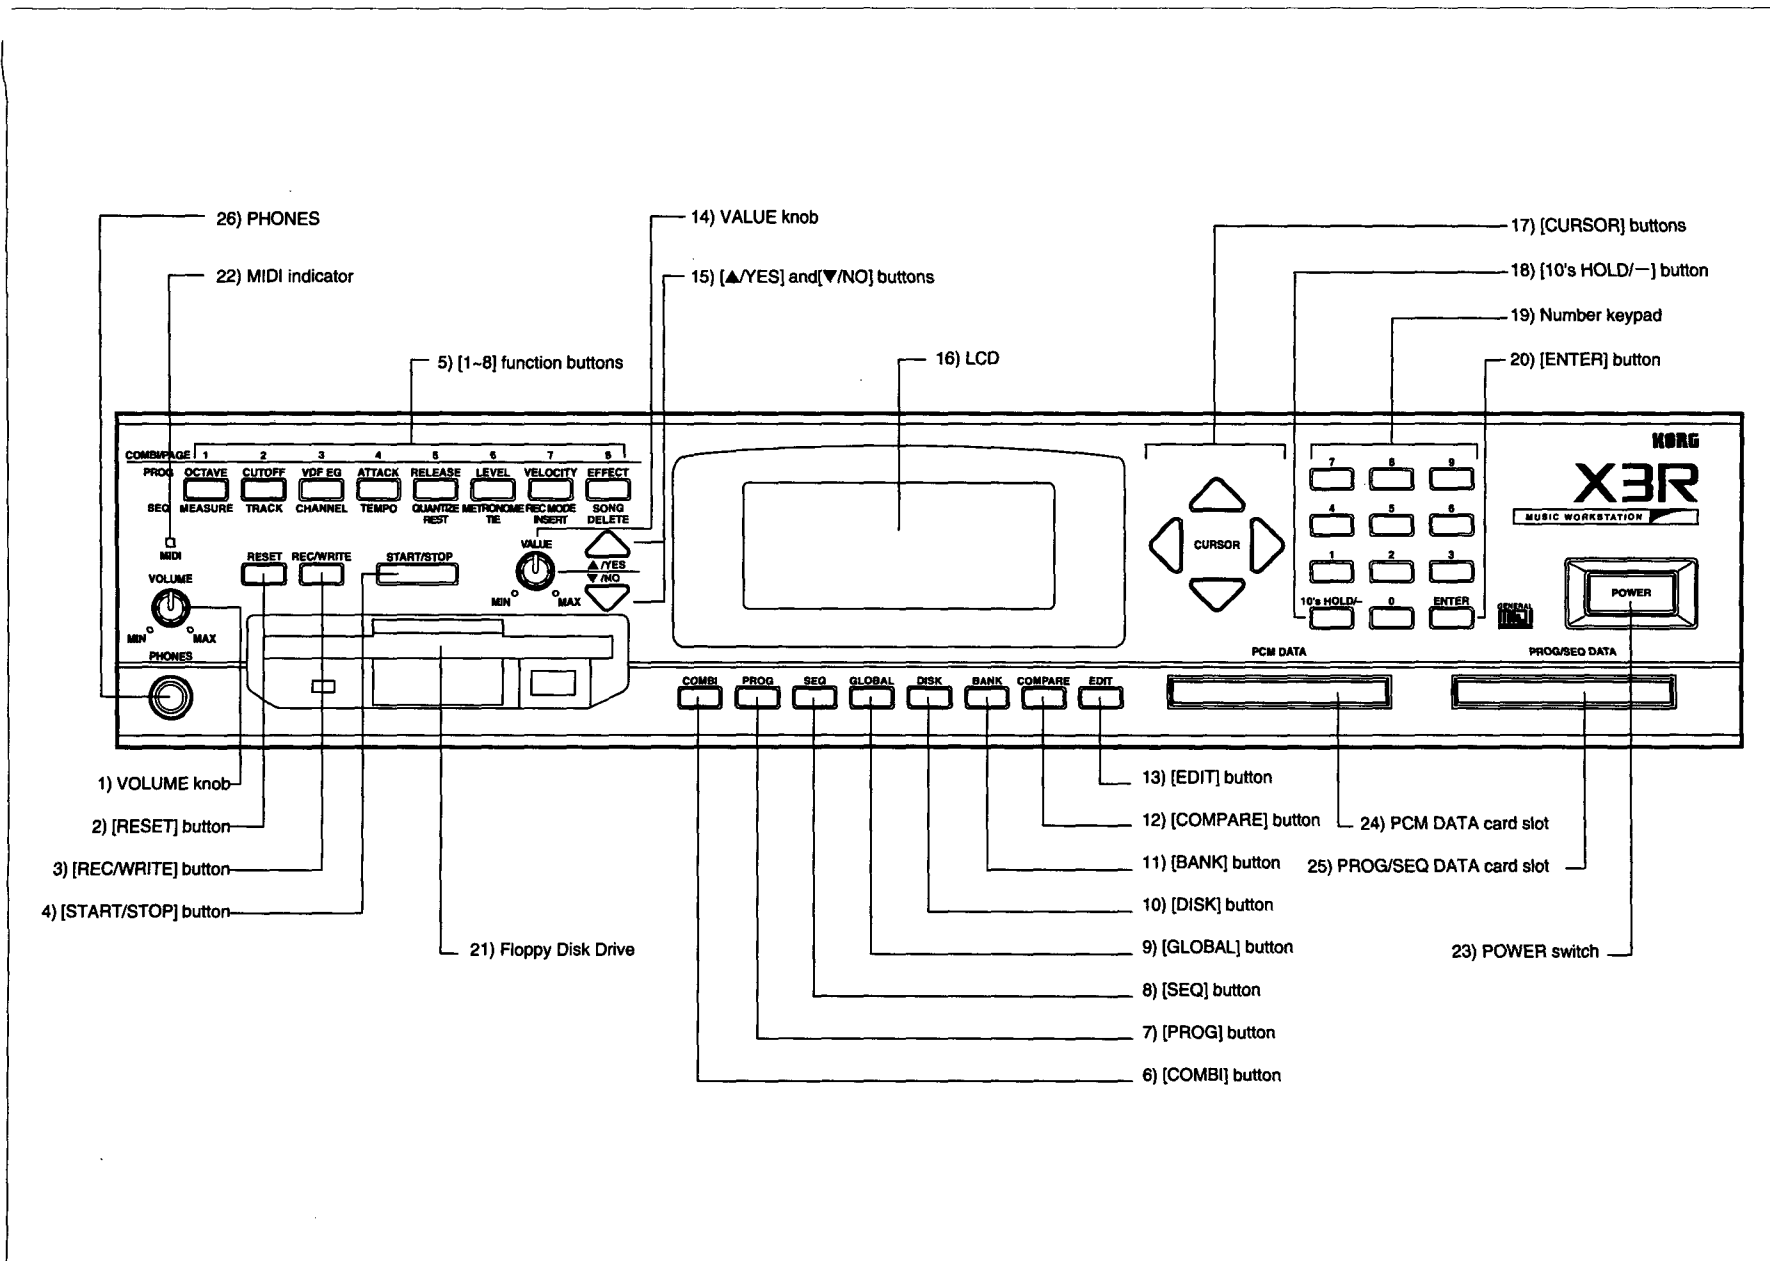 26) PHONES
14) VALUE knob
17) [CURSOR] buttons
22) MIDI indicator
15) [▲/YES] and[▼/NO] buttons
18) [10's HOLD/−] button
19) Number keypad
5) [1~8] function buttons
16) LCD
20) [ENTER] button
COMBI/PAGE 1 2 3 4 5 6 7 8
PROG OCTAVE CUTOFF VDF EG ATTACK RELEASE LEVEL VELOCITY EFFECT
SEQ MEASURE TRACK CHANNEL TEMPO QUANTIZE METRONOME REC MODE SONG
REST TIE INSERT DELETE
MIDI
RESET REC/WRITE START/STOP
VALUE
▲/YES
▼/NO
MIN MAX
VOLUME
MIN MAX
PHONES
CURSOR
7 8 9
4 5 6
1 2 3
10's HOLD/− 0 ENTER
KORG
X3R
MUSIC WORKSTATION
POWER
GENERAL
MIDI
PCM DATA
PROG/SEQ DATA
COMBI PROG SEQ GLOBAL DISK BANK COMPARE EDIT
1) VOLUME knob
2) [RESET] button
3) [REC/WRITE] button
4) [START/STOP] button
21) Floppy Disk Drive
13) [EDIT] button
12) [COMPARE] button
11) [BANK] button
10) [DISK] button
9) [GLOBAL] button
8) [SEQ] button
7) [PROG] button
6) [COMBI] button
24) PCM DATA card slot
25) PROG/SEQ DATA card slot
23) POWER switch